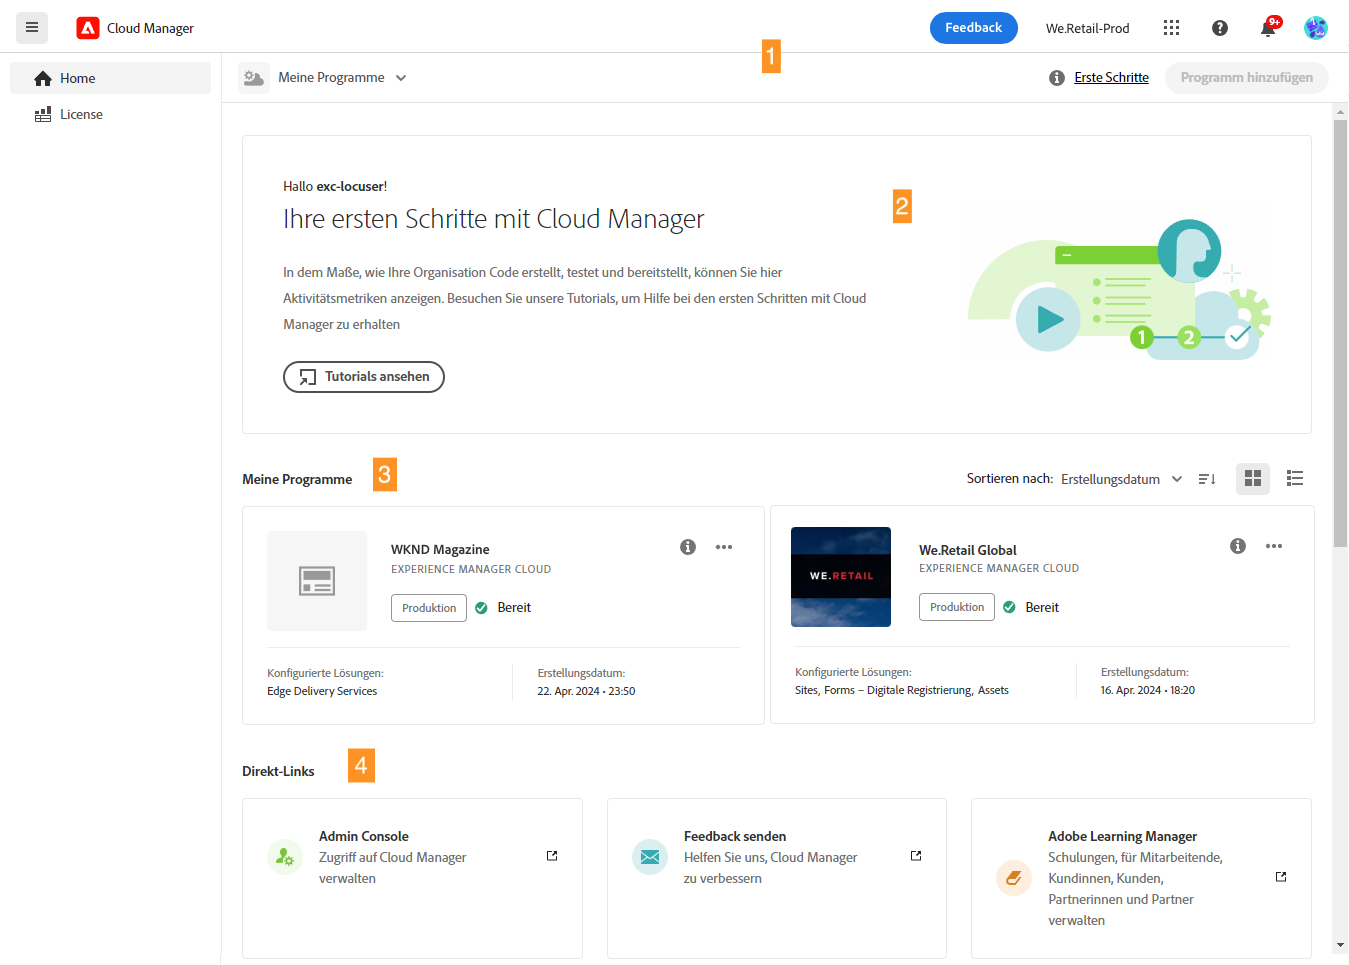 Cloud Manager
Feedback
We.Retail-Prod
9+
1
Home
License
Meine Programme
Erste Schritte
Programm hinzufügen
Hallo exc-locuser!
Ihre ersten Schritte mit Cloud Manager
2
In dem Maße, wie Ihre Organisation Code erstellt, testet und bereitstellt, können Sie hier
Aktivitätsmetriken anzeigen. Besuchen Sie unsere Tutorials, um Hilfe bei den ersten Schritten mit Cloud
Manager zu erhalten
1 2
Tutorials ansehen
Meine Programme
3
Sortieren nach: Erstellungsdatum
WKND Magazine
EXPERIENCE MANAGER CLOUD
Produktion
Bereit
Konfigurierte Lösungen:
Edge Delivery Services
Erstellungsdatum:
22. Apr. 2024 • 23:50
WE.RETAIL
We.Retail Global
EXPERIENCE MANAGER CLOUD
Produktion
Bereit
Konfigurierte Lösungen:
Sites, Forms – Digitale Registrierung, Assets
Erstellungsdatum:
16. Apr. 2024 • 18:20
Direkt-Links
4
Admin Console
Zugriff auf Cloud Manager
verwalten
Feedback senden
Helfen Sie uns, Cloud Manager
zu verbessern
Adobe Learning Manager
Schulungen, für Mitarbeitende,
Kundinnen, Kunden,
Partnerinnen und Partner
verwalten